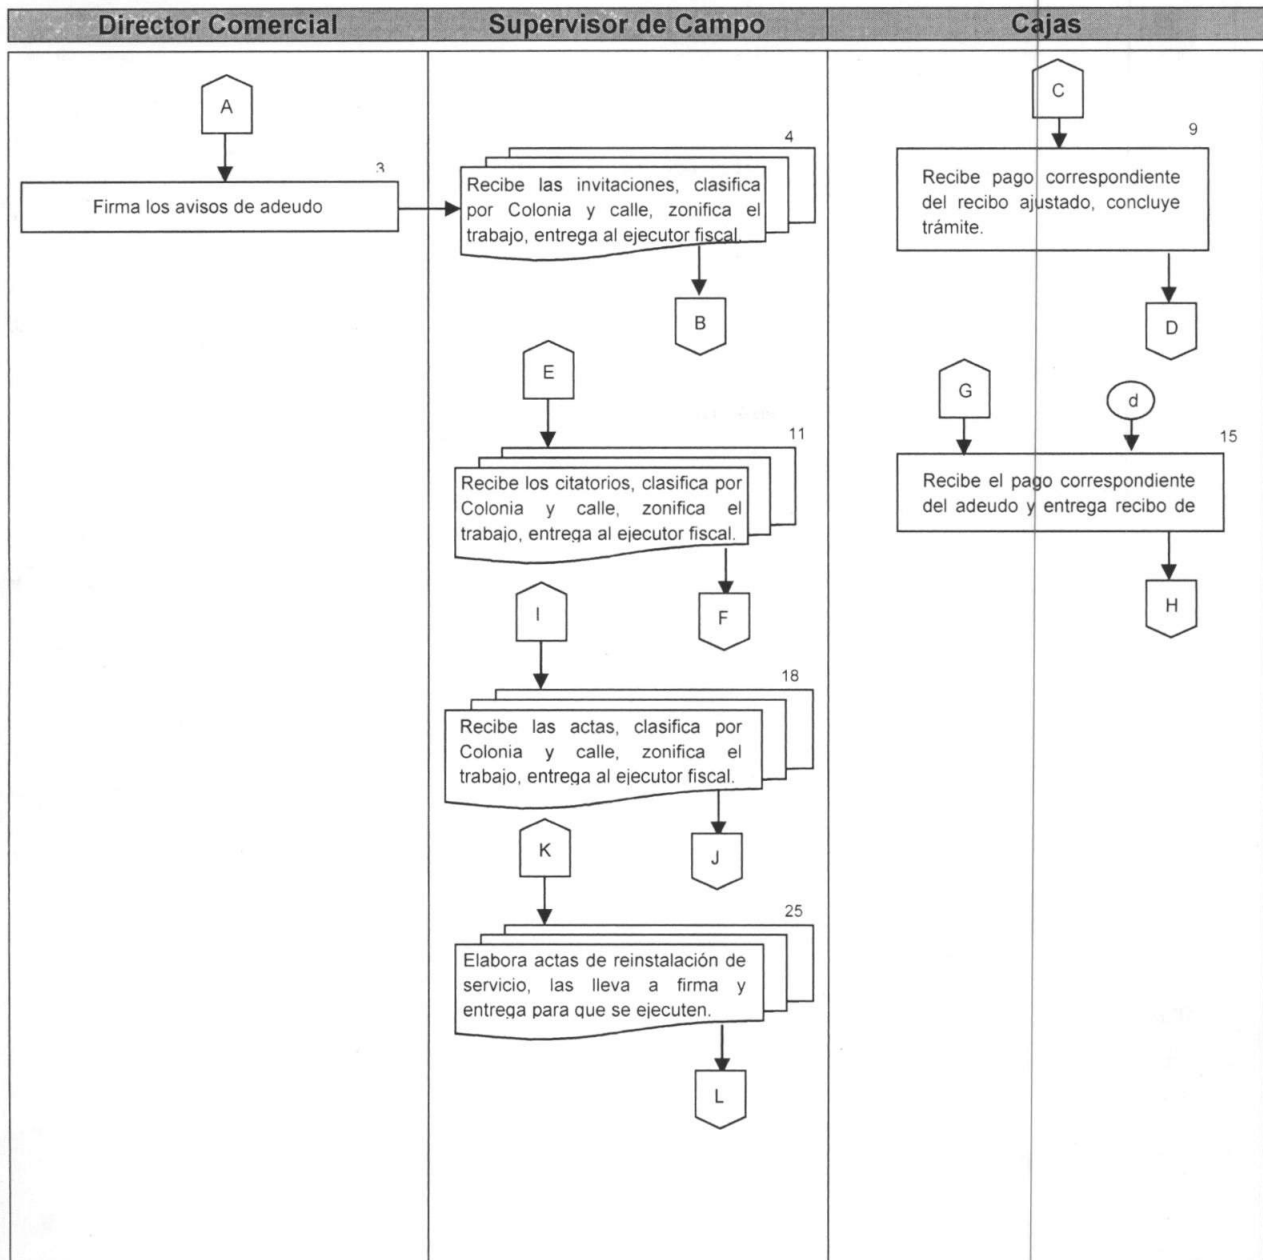 Director Comercial
Supervisor de Campo
Cajas
A
3
Firma los avisos de adeudo
4
Recibe las invitaciones, clasifica
por Colonia y calle, zonifica el
trabajo, entrega al ejecutor fiscal.
B
E
11
Recibe los citatorios, clasifica por
Colonia y calle, zonifica el
trabajo, entrega al ejecutor fiscal.
F
I
18
Recibe las actas, clasifica por
Colonia y calle, zonifica el
trabajo, entrega al ejecutor fiscal.
J
K
25
Elabora actas de reinstalación de
servicio, las lleva a firma y
entrega para que se ejecuten.
L
C
9
Recibe pago correspondiente
del recibo ajustado, concluye
trámite.
D
G
d
15
Recibe el pago correspondiente
del adeudo y entrega recibo de
H